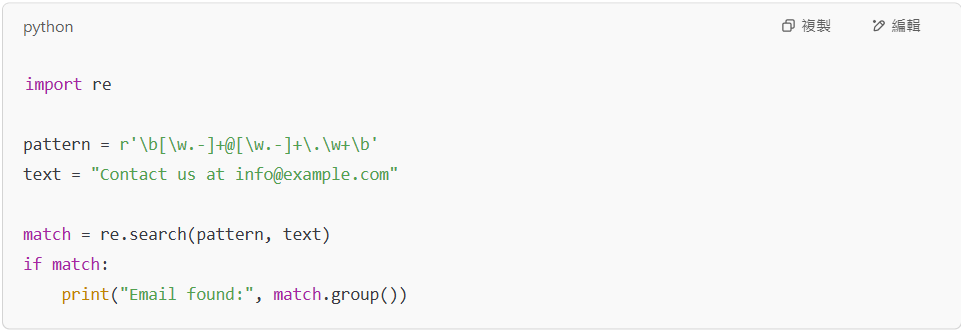 python 複製 編輯
import re
pattern = r'\b[\w.-]+@[\w.-]+\.\w+\b'
text = "Contact us at info@example.com"
match = re.search(pattern, text)
if match:
    print("Email found:", match.group())